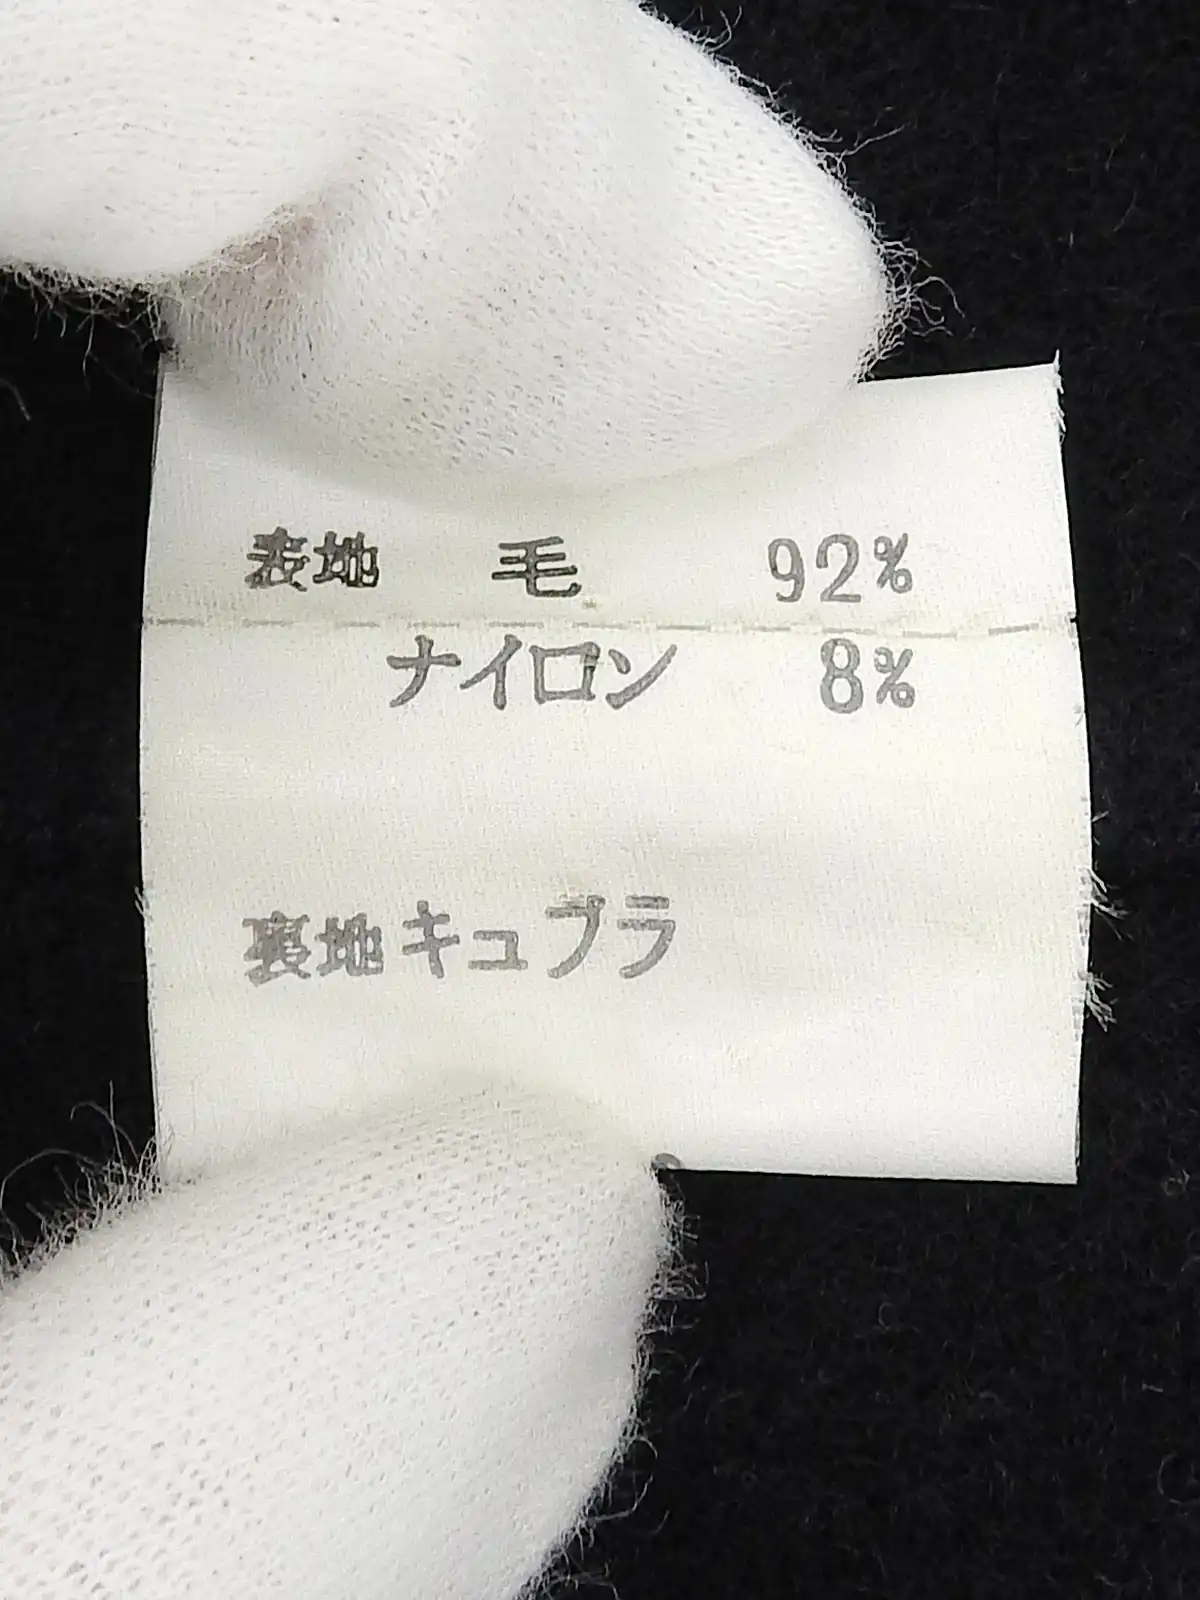 表地 毛 92%
ナイロン 8%
裏地キュプラ